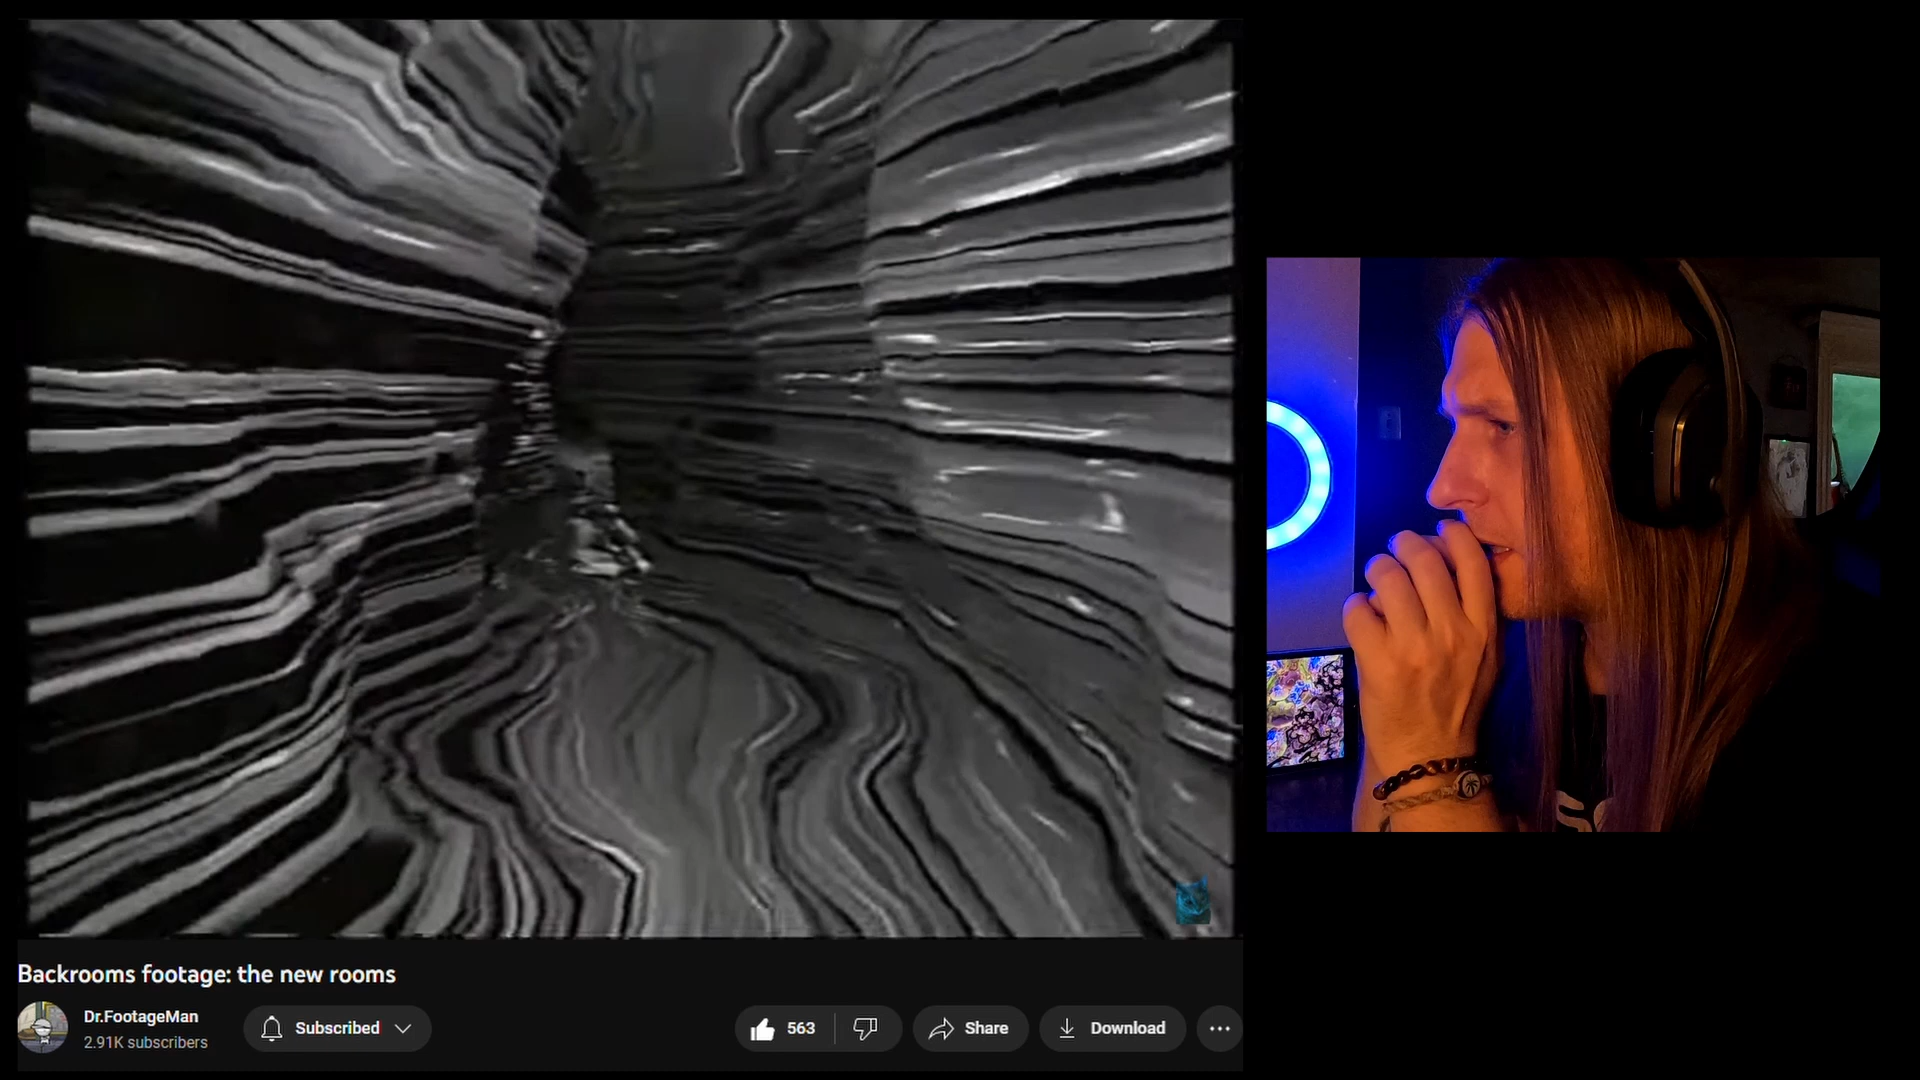 Backrooms footage: the new rooms
Dr.FootageMan
2.91K subscribers
Subscribed
563
Share
Download